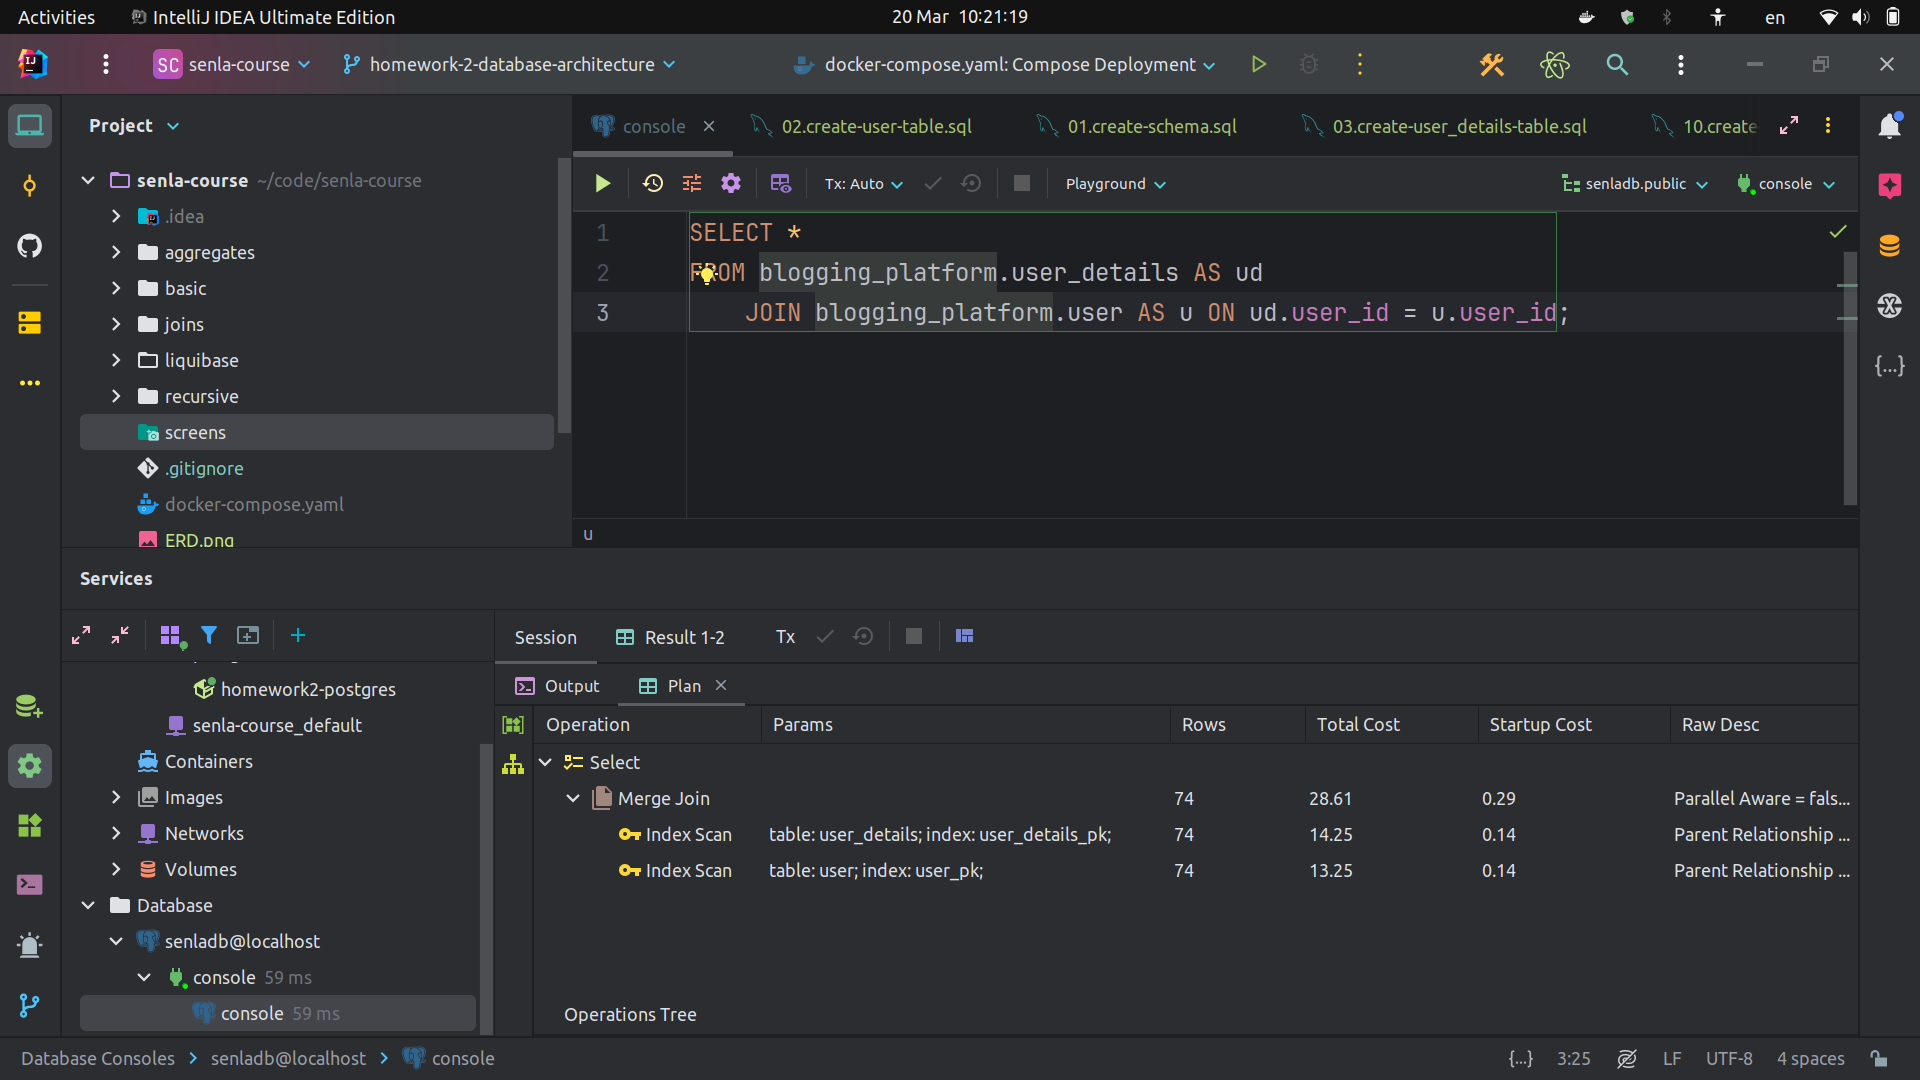 Activities IntelliJ IDEA Ultimate Edition 20 Mar 10:21:19 en
SC senla-course homework-2-database-architecture docker-compose.yaml: Compose Deployment
Project
console 02.create-user-table.sql 01.create-schema.sql 03.create-user_details-table.sql 10.create
senla-course ~/code/senla-course
.idea
aggregates
basic
joins
liquibase
recursive
screens
.gitignore
docker-compose.yaml
ERD.png
Tx: Auto Playground senladb.public console
1 SELECT *
2 FROM blogging_platform.user_details AS ud
3 JOIN blogging_platform.user AS u ON ud.user_id = u.user_id;
u
Services
homework2-postgres
senla-course_default
Containers
Images
Networks
Volumes
Database
senladb@localhost
console 59 ms
console 59 ms
Session Result 1-2 Tx
Output Plan
Operation Params Rows Total Cost Startup Cost Raw Desc
Select
Merge Join 74 28.61 0.29 Parallel Aware = fals...
Index Scan table: user_details; index: user_details_pk; 74 14.25 0.14 Parent Relationship ...
Index Scan table: user; index: user_pk; 74 13.25 0.14 Parent Relationship ...
Operations Tree
Database Consoles senladb@localhost console {...} 3:25 LF UTF-8 4 spaces